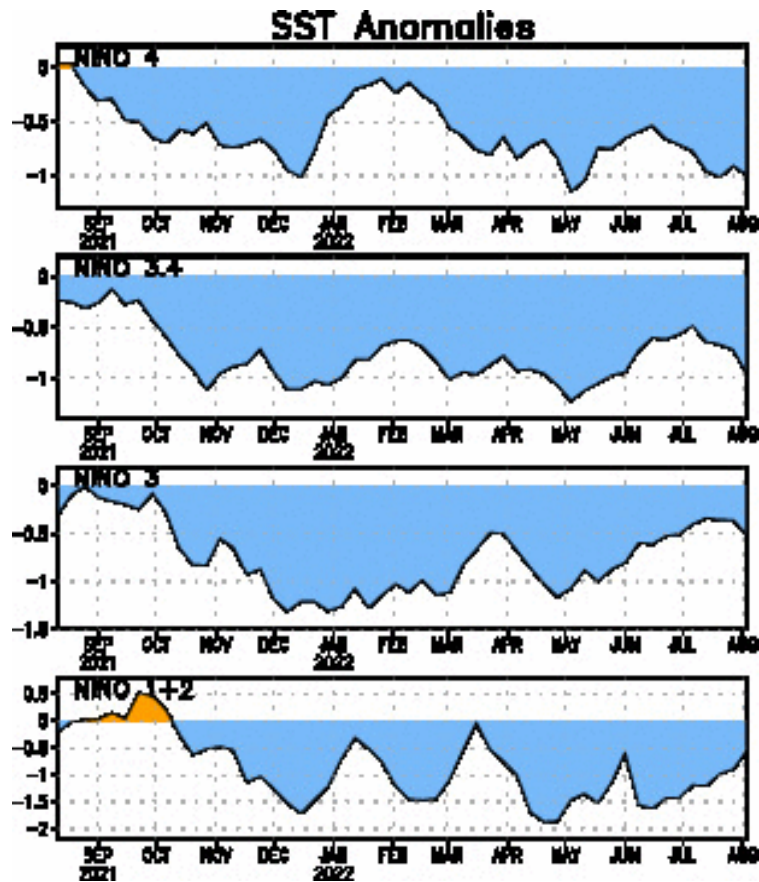 SST Anomalies
NINO 4
0
-0.5
-1
SEP OCT NOV DEC JAN FEB MAR APR MAY JUN JUL AUG
2021 2022
NINO 3.4
0
-0.5
-1
SEP OCT NOV DEC JAN FEB MAR APR MAY JUN JUL AUG
2021 2022
NINO 3
0
-0.5
-1
-1.5
SEP OCT NOV DEC JAN FEB MAR APR MAY JUN JUL AUG
2021 2022
NINO 1+2
0.5
0
-0.5
-1
-1.5
-2
SEP OCT NOV DEC JAN FEB MAR APR MAY JUN JUL AUG
2021 2022